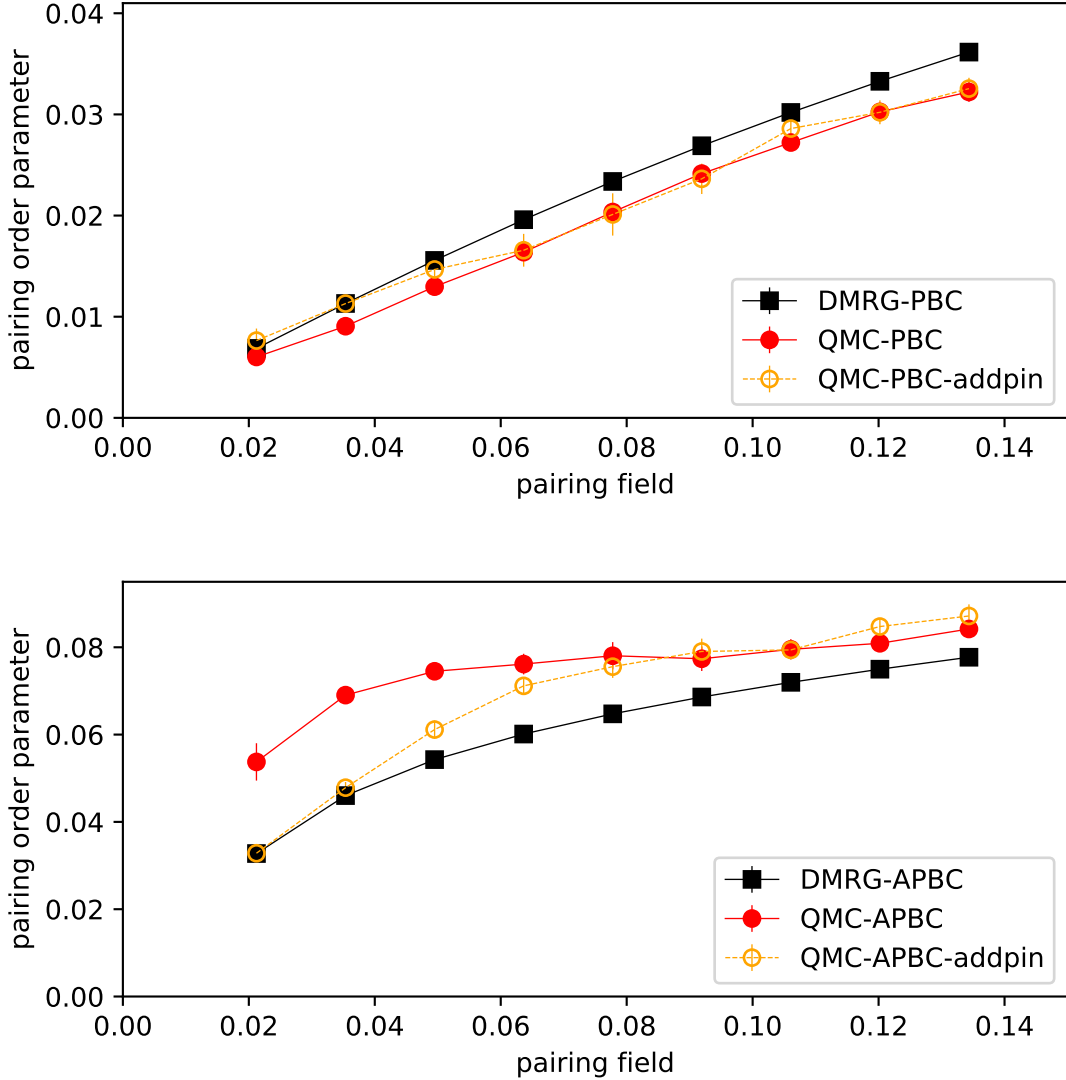 0.04
0.03
0.02
0.01
0.00
pairing order parameter
DMRG-PBC
QMC-PBC
QMC-PBC-addpin
0.00 0.02 0.04 0.06 0.08 0.10 0.12 0.14
pairing field
0.08
0.06
0.04
0.02
0.00
pairing order parameter
DMRG-APBC
QMC-APBC
QMC-APBC-addpin
0.00 0.02 0.04 0.06 0.08 0.10 0.12 0.14
pairing field